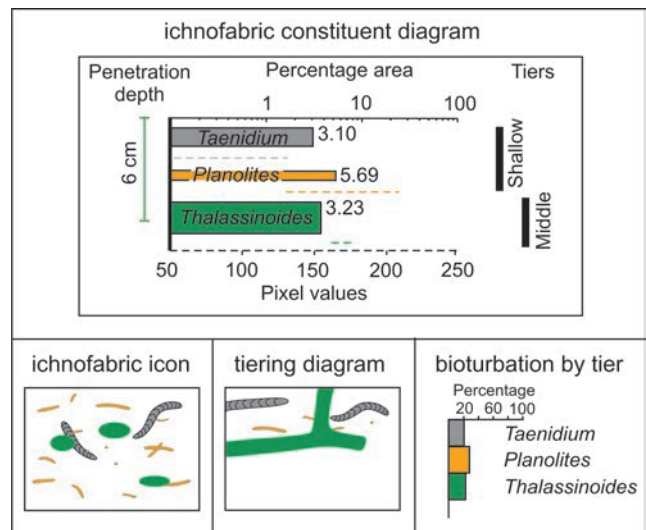 ichnofabric constituent diagram
Penetration depth
Percentage area
Tiers
1 10 100
6 cm
Taenidium 3.10
Planolites 5.69
Thalassinoides 3.23
Shallow
Middle
50 100 150 200 250
Pixel values
ichnofabric icon
tiering diagram
bioturbation by tier
Percentage
20 60 100
Taenidium
Planolites
Thalassinoides